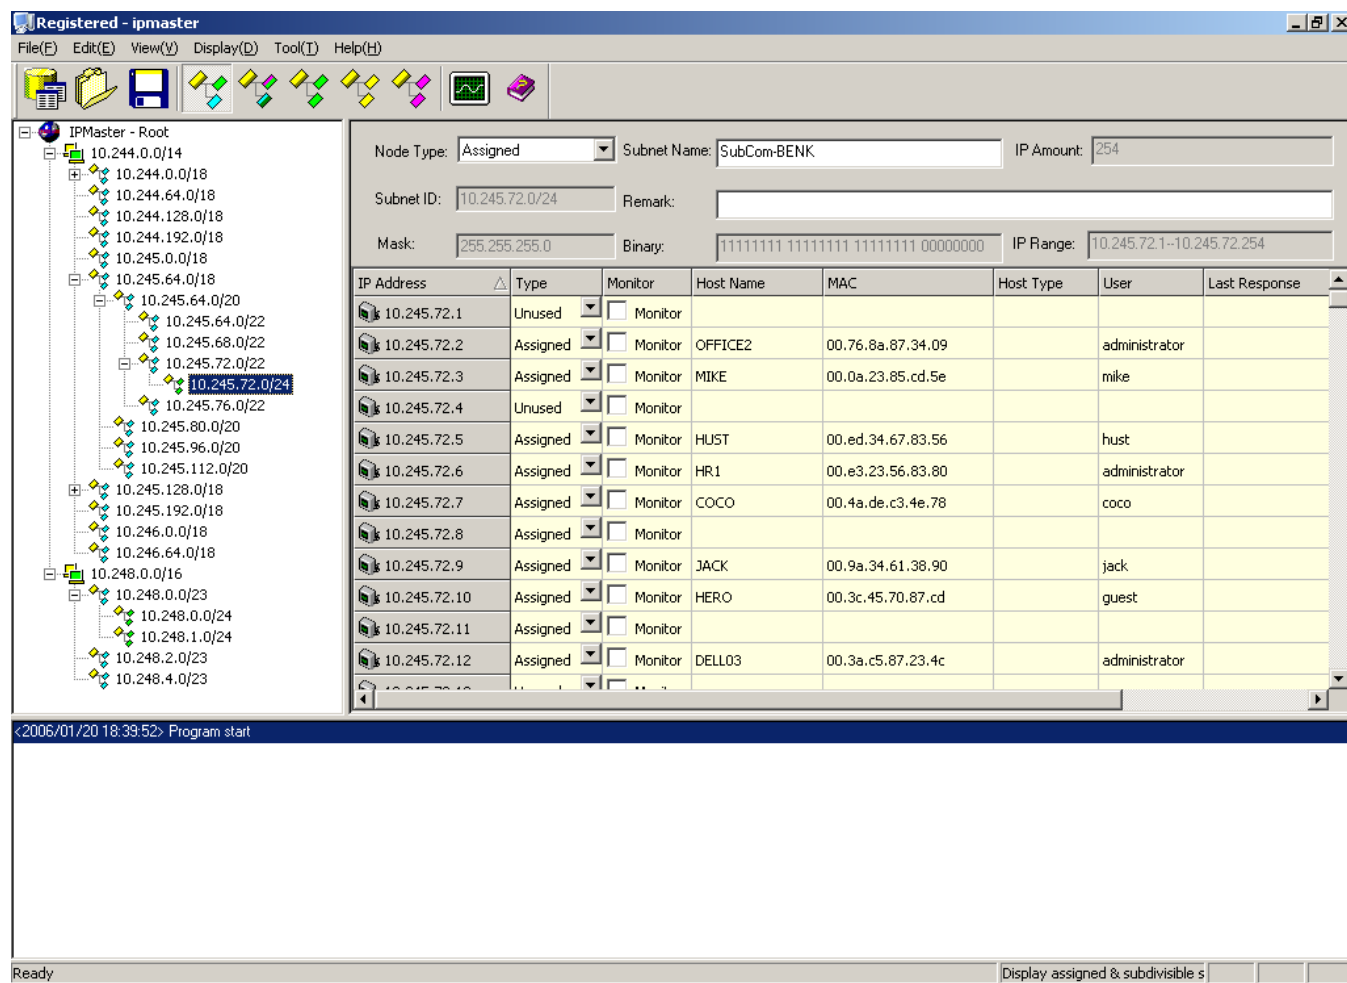 Registered - ipmaster
File(F) Edit(E) View(V) Display(D) Tool(T) Help(H)
IPMaster - Root
10.244.0.0/14
10.244.0.0/18
10.244.64.0/18
10.244.128.0/18
10.244.192.0/18
10.245.0.0/18
10.245.64.0/18
10.245.64.0/20
10.245.64.0/22
10.245.68.0/22
10.245.72.0/22
10.245.72.0/24
10.245.76.0/22
10.245.80.0/20
10.245.96.0/20
10.245.112.0/20
10.245.128.0/18
10.245.192.0/18
10.246.0.0/18
10.246.64.0/18
10.248.0.0/16
10.248.0.0/23
10.248.0.0/24
10.248.1.0/24
10.248.2.0/23
10.248.4.0/23
Node Type: Assigned Subnet Name: SubCom-BENK IP Amount: 254
Subnet ID: 10.245.72.0/24 Remark:
Mask: 255.255.255.0 Binary: 11111111 11111111 11111111 00000000 IP Range: 10.245.72.1--10.245.72.254
IP Address Type Monitor Host Name MAC Host Type User Last Response
10.245.72.1 Unused Monitor
10.245.72.2 Assigned Monitor OFFICE2 00.76.8a.87.34.09 administrator
10.245.72.3 Assigned Monitor MIKE 00.0a.23.85.cd.5e mike
10.245.72.4 Unused Monitor
10.245.72.5 Assigned Monitor HUST 00.ed.34.67.83.56 hust
10.245.72.6 Assigned Monitor HR1 00.e3.23.56.83.80 administrator
10.245.72.7 Assigned Monitor COCO 00.4a.de.c3.4e.78 coco
10.245.72.8 Assigned Monitor
10.245.72.9 Assigned Monitor JACK 00.9a.34.61.38.90 jack
10.245.72.10 Assigned Monitor HERO 00.3c.45.70.87.cd guest
10.245.72.11 Assigned Monitor
10.245.72.12 Assigned Monitor DELL03 00.3a.c5.87.23.4c administrator
<2006/01/20 18:39:52> Program start
Ready Display assigned & subdivisible s